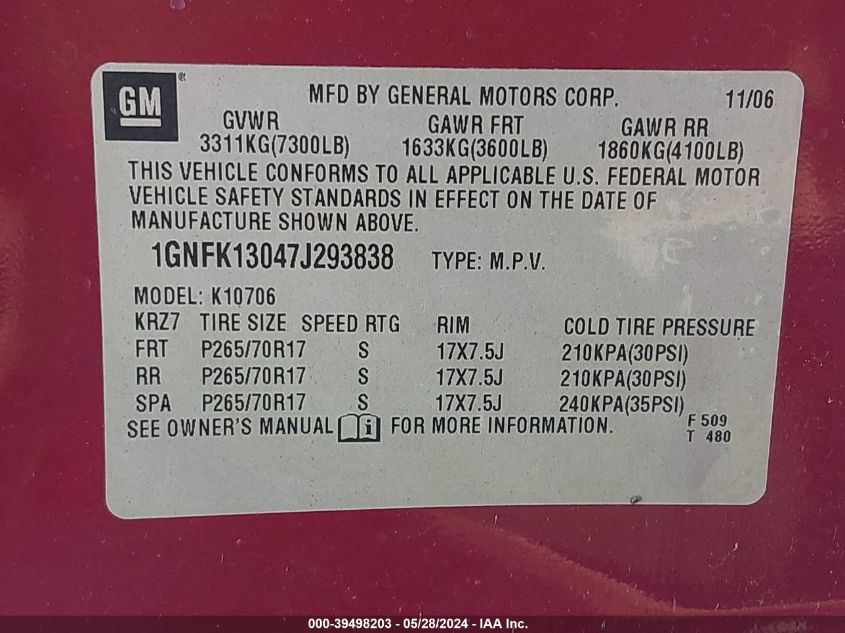 GM ® MFD BY GENERAL MOTORS CORP. 11/06
GVWR GAWR FRT GAWR RR
3311KG(7300LB) 1633KG(3600LB) 1860KG(4100LB)
THIS VEHICLE CONFORMS TO ALL APPLICABLE U.S. FEDERAL MOTOR
VEHICLE SAFETY STANDARDS IN EFFECT ON THE DATE OF
MANUFACTURE SHOWN ABOVE.
1GNFK13047J293838 TYPE: M.P.V.
MODEL: K10706
KRZ7 TIRE SIZE SPEED RTG RIM COLD TIRE PRESSURE
FRT P265/70R17 S 17X7.5J 210KPA(30PSI)
RR P265/70R17 S 17X7.5J 210KPA(30PSI)
SPA P265/70R17 S 17X7.5J 240KPA(35PSI)
SEE OWNER'S MANUAL i FOR MORE INFORMATION. F 509
T 480
000-39498203 - 05/28/2024 - IAA Inc.